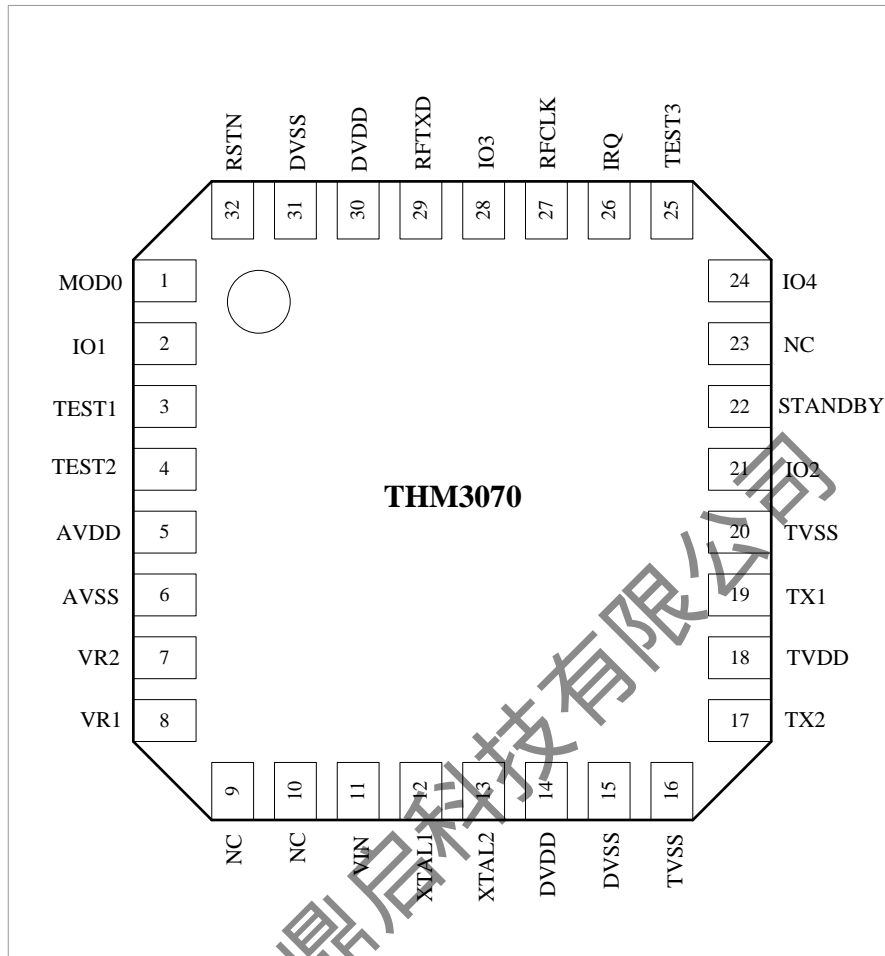 RSTN
DVSS
DVDD
RFTXD
IO3
RFCLK
IRQ
TEST3
32
31
30
29
28
27
26
25
MOD0 1
IO1 2
TEST1 3
TEST2 4
AVDD 5
AVSS 6
VR2 7
VR1 8
THM3070
24 IO4
23 NC
22 STANDBY
21 IO2
20 TVSS
19 TX1
18 TVDD
17 TX2
9
10
11
12
13
14
15
16
NC
NC
VIN
XTAL1
XTAL2
DVDD
DVSS
TVSS
鼎启科技有限公司